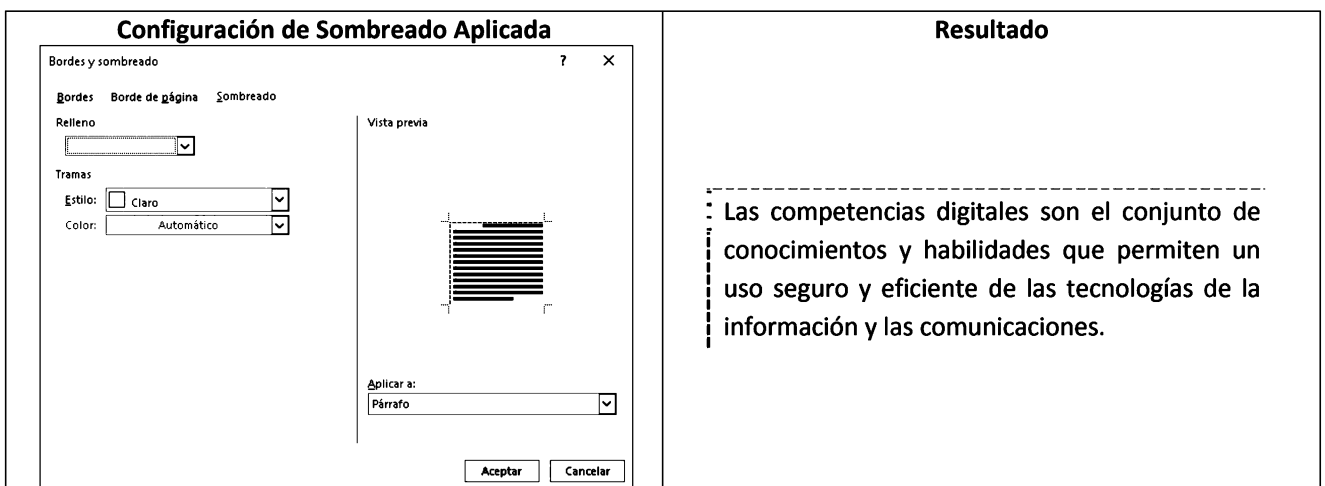 Configuración de Sombreado Aplicada
Resultado
Bordes y sombreado ? X
Bordes Borde de página Sombreado
Relleno
Vista previa
Tramas
Estilo: Claro
Color: Automático
Aplicar a:
Párrafo
Aceptar Cancelar
Las competencias digitales son el conjunto de
conocimientos y habilidades que permiten un
uso seguro y eficiente de las tecnologías de la
información y las comunicaciones.